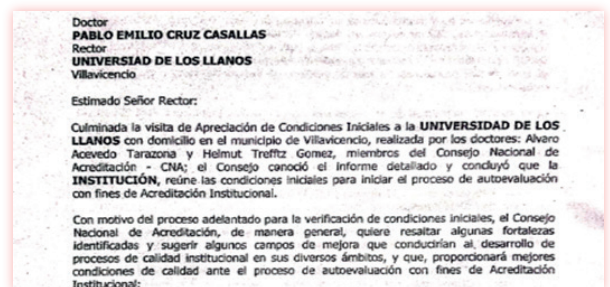 Doctor
PABLO EMILIO CRUZ CASALLAS
Rector
UNIVERSIAD DE LOS LLANOS
Villavicencio
Estimado Señor Rector:
Culminada la visita de Apreciación de Condiciones Iniciales a la UNIVERSIDAD DE LOS
LLANOS con domicilio en el municipio de Villavicencio, realizada por los doctores: Alvaro
Acevedo Tarazona y Helmut Trefftz Gomez, miembros del Consejo Nacional de
Acreditación - CNA; el Consejo conoció el informe detallado y concluyó que la
INSTITUCIÓN, reúne las condiciones iniciales para iniciar el proceso de autoevaluación
con fines de Acreditación Institucional.
Con motivo del proceso adelantado para la verificación de condiciones iniciales, el Consejo
Nacional de Acreditación, de manera general, quiere resaltar algunas fortalezas
identificadas y sugerir algunos campos de mejora que conducirían al desarrollo de
procesos de calidad institucional en sus diversos ámbitos, y que, proporcionará mejores
condiciones de calidad ante el proceso de autoevaluación con fines de Acreditación
Institucional: